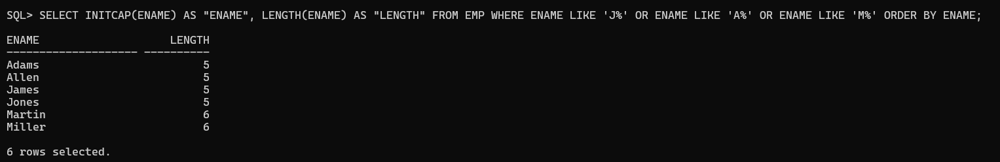 SQL> SELECT INITCAP(ENAME) AS "ENAME", LENGTH(ENAME) AS "LENGTH" FROM EMP WHERE ENAME LIKE 'J%' OR ENAME LIKE 'A%' OR ENAME LIKE 'M%' ORDER BY ENAME;
ENAME                    LENGTH
-------------------- ----------
Adams                         5
Allen                         5
James                         5
Jones                         5
Martin                        6
Miller                        6
6 rows selected.